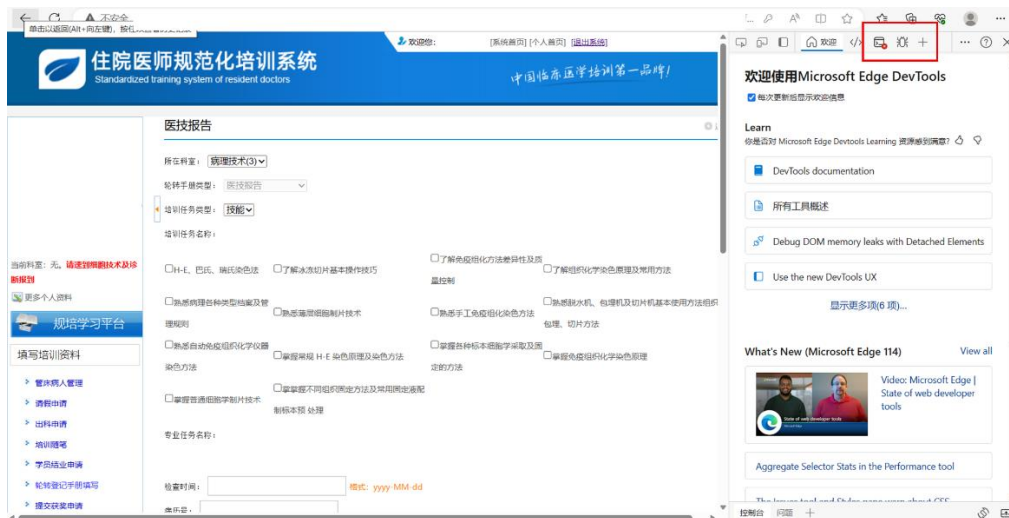 不安全
单击以返回(Alt+向左键)，按住
住院医师规范化培训系统
Standardized training system of resident doctors
欢迎您:
[系统首页] [个人首页] [退出系统]
中国临床医学培训第一品牌!
医技报告
所在科室: 病理技术(3)
轮转手册类型: 医技报告
培训任务类型: 技能
培训任务名称:
H-E、巴氏、瑞氏染色法
了解冰冻切片基本操作技巧
了解免疫组化方法差异性及质量控制
了解组织化学染色原理及常用方法
熟悉病理各种类型档案及管理规则
熟悉薄层细胞制片技术
熟悉手工免疫组化染色方法
熟悉脱水机、包埋机及切片机基本使用方法组织包埋、切片方法
熟悉自动免疫组织化学仪器染色方法
掌握常规 H-E 染色原理及染色方法
掌握各种标本细胞学采取及固定的方法
掌握免疫组织化学染色原理
掌握普通细胞学制片技术
掌掌握不同组织固定方法及常用固定液配制标本预 处理
专业任务名称:
检查时间:
格式: yyyy-MM-dd
病历号:
当前科室: 无, 请速到细胞技术及诊断报到
更多个人资料
规培学习平台
填写培训资料
管床病人管理
请假申请
出科申请
培训随笔
学员结业申请
轮转登记手册填写
提交获奖申请
欢迎
欢迎使用Microsoft Edge DevTools
每次更新后显示欢迎信息
Learn
你是否对 Microsoft Edge Devtools Learning 资源感到满意?
DevTools documentation
所有工具概述
Debug DOM memory leaks with Detached Elements
Use the new DevTools UX
显示更多项(6 项)...
What's New (Microsoft Edge 114)
View all
Video: Microsoft Edge | State of web developer tools
State of web developer tools
Aggregate Selector Stats in the Performance tool
控制台 问题